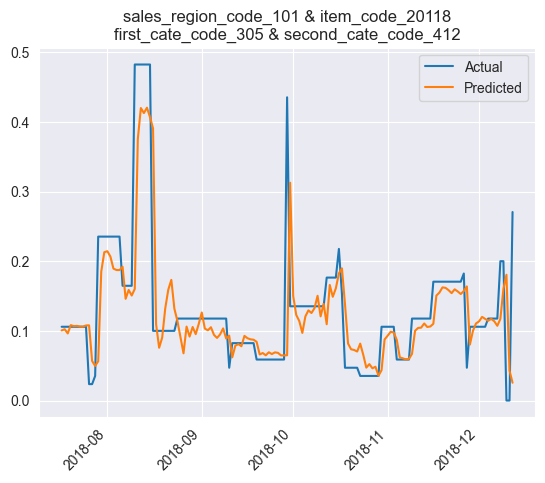 sales_region_code_101 & item_code_20118
first_cate_code_305 & second_cate_code_412
Actual
Predicted
0.5
0.4
0.3
0.2
0.1
0.0
2018-08
2018-09
2018-10
2018-11
2018-12